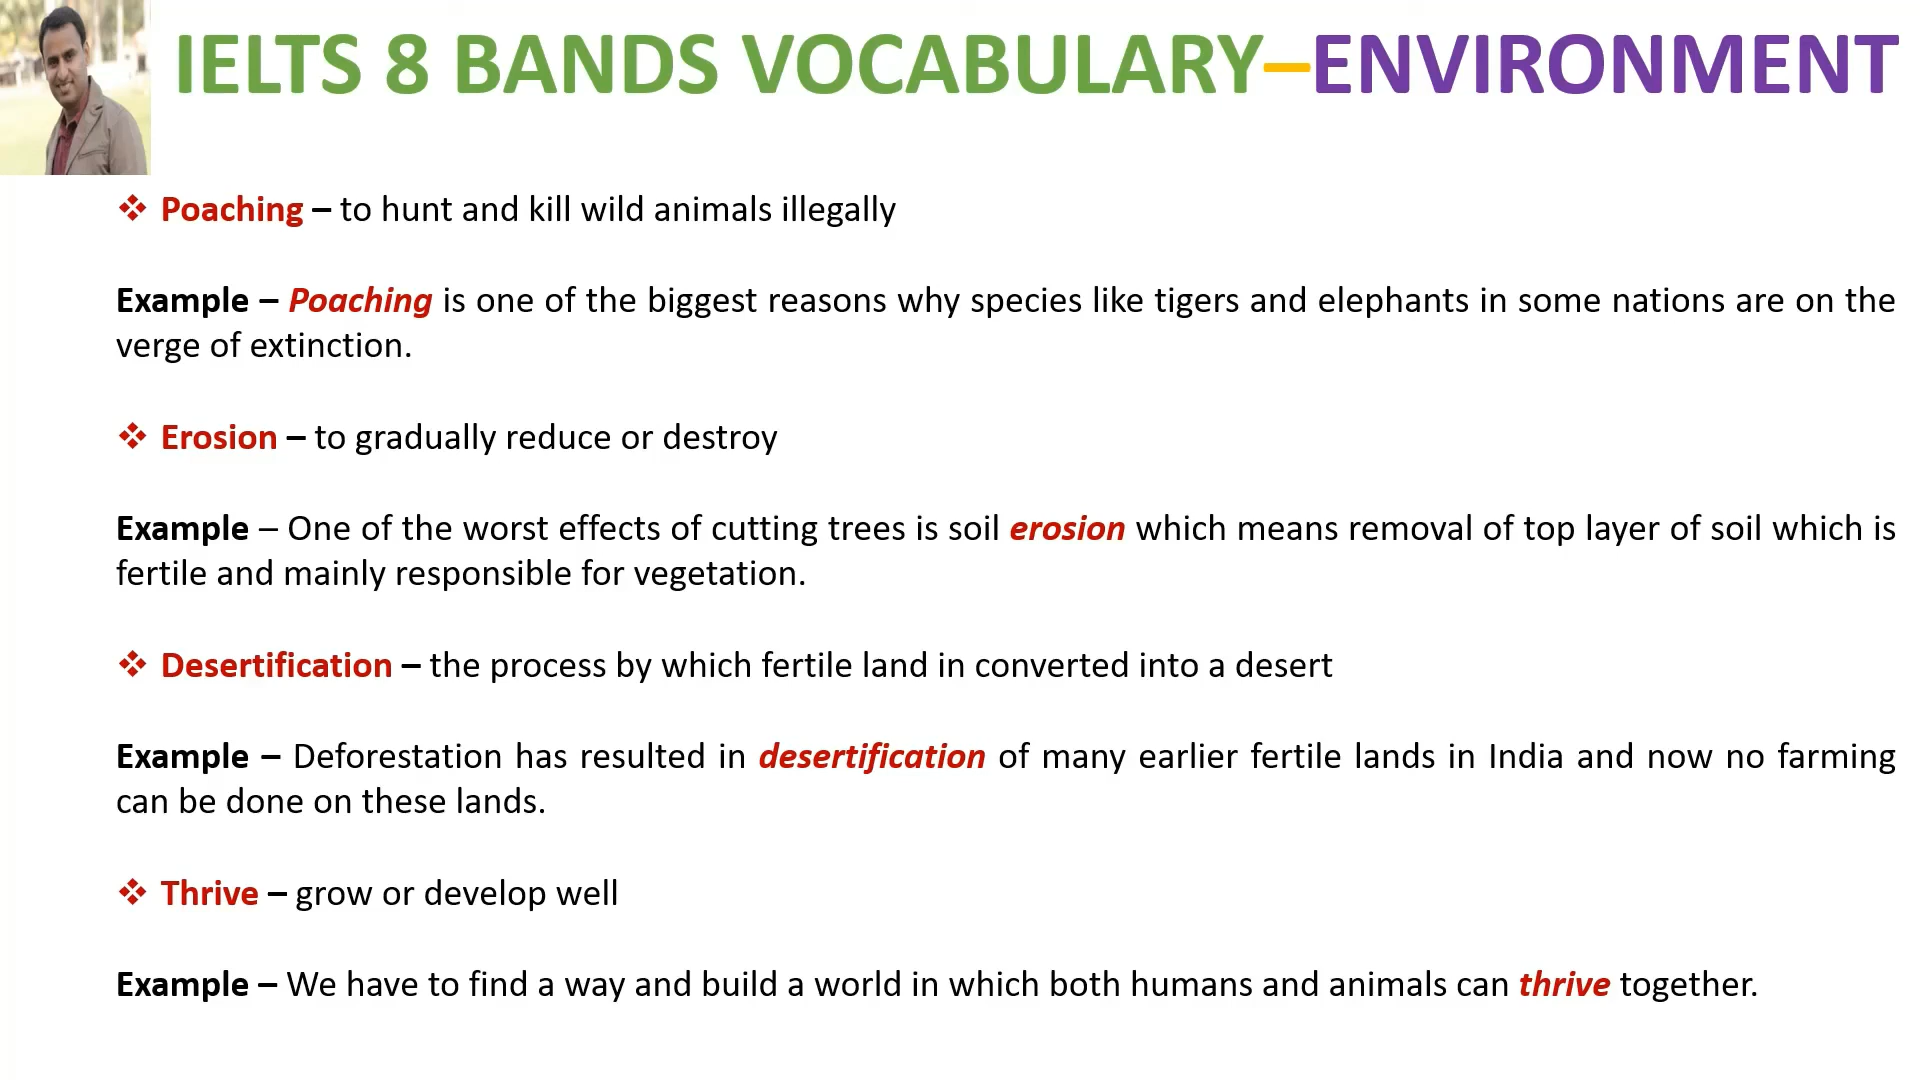 IELTS 8 BANDS VOCABULARY–ENVIRONMENT
❖ Poaching – to hunt and kill wild animals illegally
Example – Poaching is one of the biggest reasons why species like tigers and elephants in some nations are on the
verge of extinction.
❖ Erosion – to gradually reduce or destroy
Example – One of the worst effects of cutting trees is soil erosion which means removal of top layer of soil which is
fertile and mainly responsible for vegetation.
❖ Desertification – the process by which fertile land in converted into a desert
Example – Deforestation has resulted in desertification of many earlier fertile lands in India and now no farming
can be done on these lands.
❖ Thrive – grow or develop well
Example – We have to find a way and build a world in which both humans and animals can thrive together.